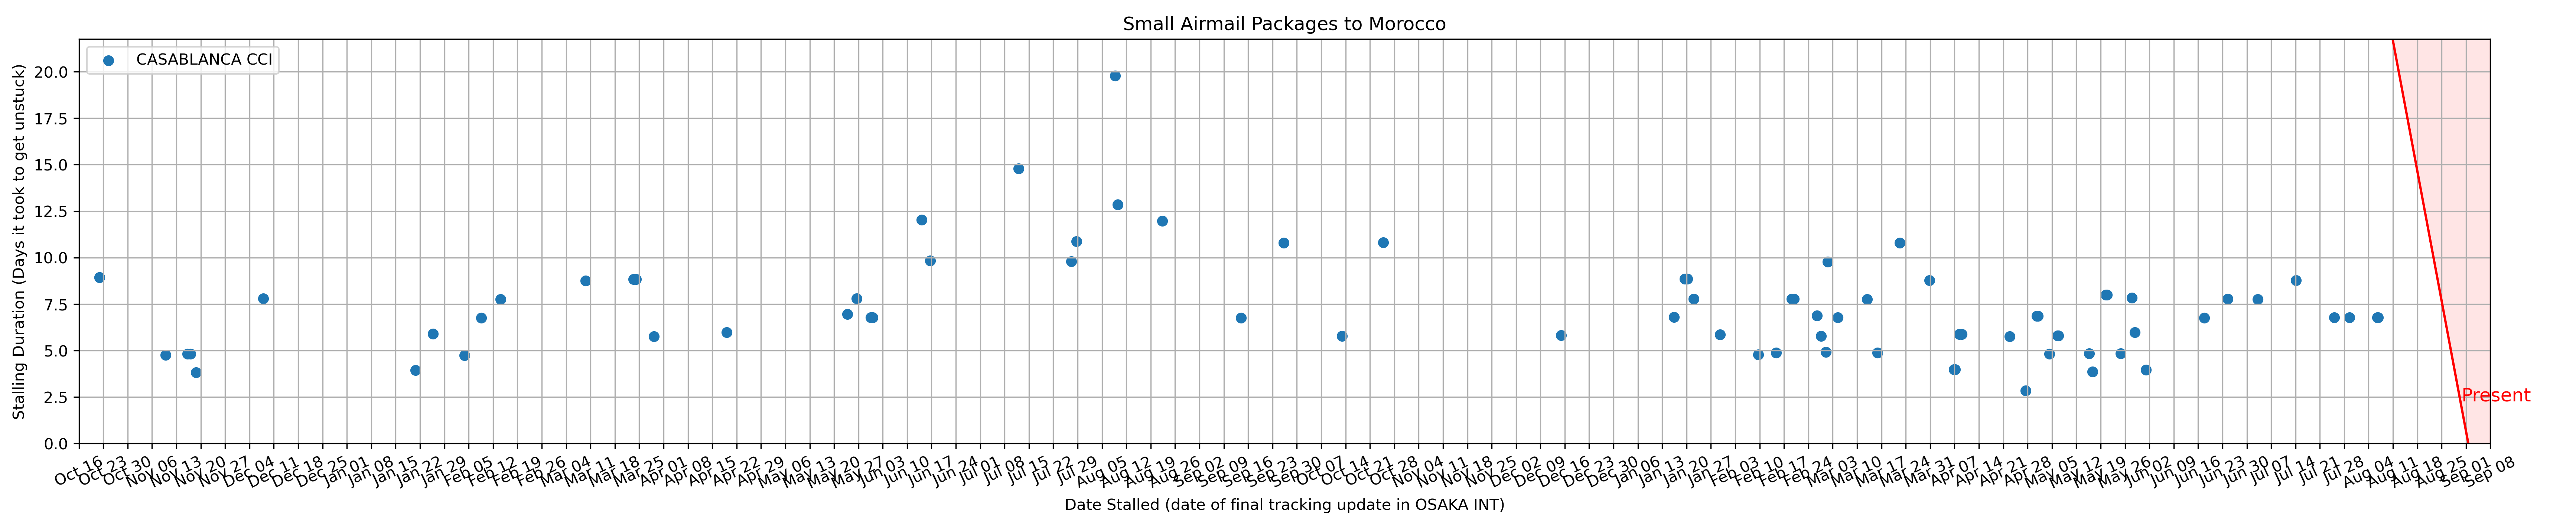 Small Airmail Packages to Morocco
CASABLANCA CCI
Stalling Duration (Days it took to get unstuck)
20.0
17.5
15.0
12.5
10.0
7.5
5.0
2.5
0.0
Present
Oct 16
Oct 23
Oct 30
Nov 06
Nov 13
Nov 20
Nov 27
Dec 04
Dec 11
Dec 18
Dec 25
Jan 01
Jan 08
Jan 15
Jan 22
Jan 29
Feb 05
Feb 12
Feb 19
Feb 26
Mar 04
Mar 11
Mar 18
Mar 25
Apr 01
Apr 08
Apr 15
Apr 22
Apr 29
May 06
May 13
May 20
May 27
Jun 03
Jun 10
Jun 17
Jun 24
Jul 01
Jul 08
Jul 15
Jul 22
Jul 29
Aug 05
Aug 12
Aug 19
Aug 26
Sep 02
Sep 09
Sep 16
Sep 23
Sep 30
Oct 07
Oct 14
Oct 21
Oct 28
Nov 04
Nov 11
Nov 18
Nov 25
Dec 02
Dec 09
Dec 16
Dec 23
Dec 30
Jan 06
Jan 13
Jan 20
Jan 27
Feb 03
Feb 10
Feb 17
Feb 24
Mar 03
Mar 10
Mar 17
Mar 24
Mar 31
Apr 07
Apr 14
Apr 21
Apr 28
May 05
May 12
May 19
May 26
Jun 02
Jun 09
Jun 16
Jun 23
Jun 30
Jul 07
Jul 14
Jul 21
Jul 28
Aug 04
Aug 11
Aug 18
Aug 25
Sep 01
Sep 08
Date Stalled (date of final tracking update in OSAKA INT)